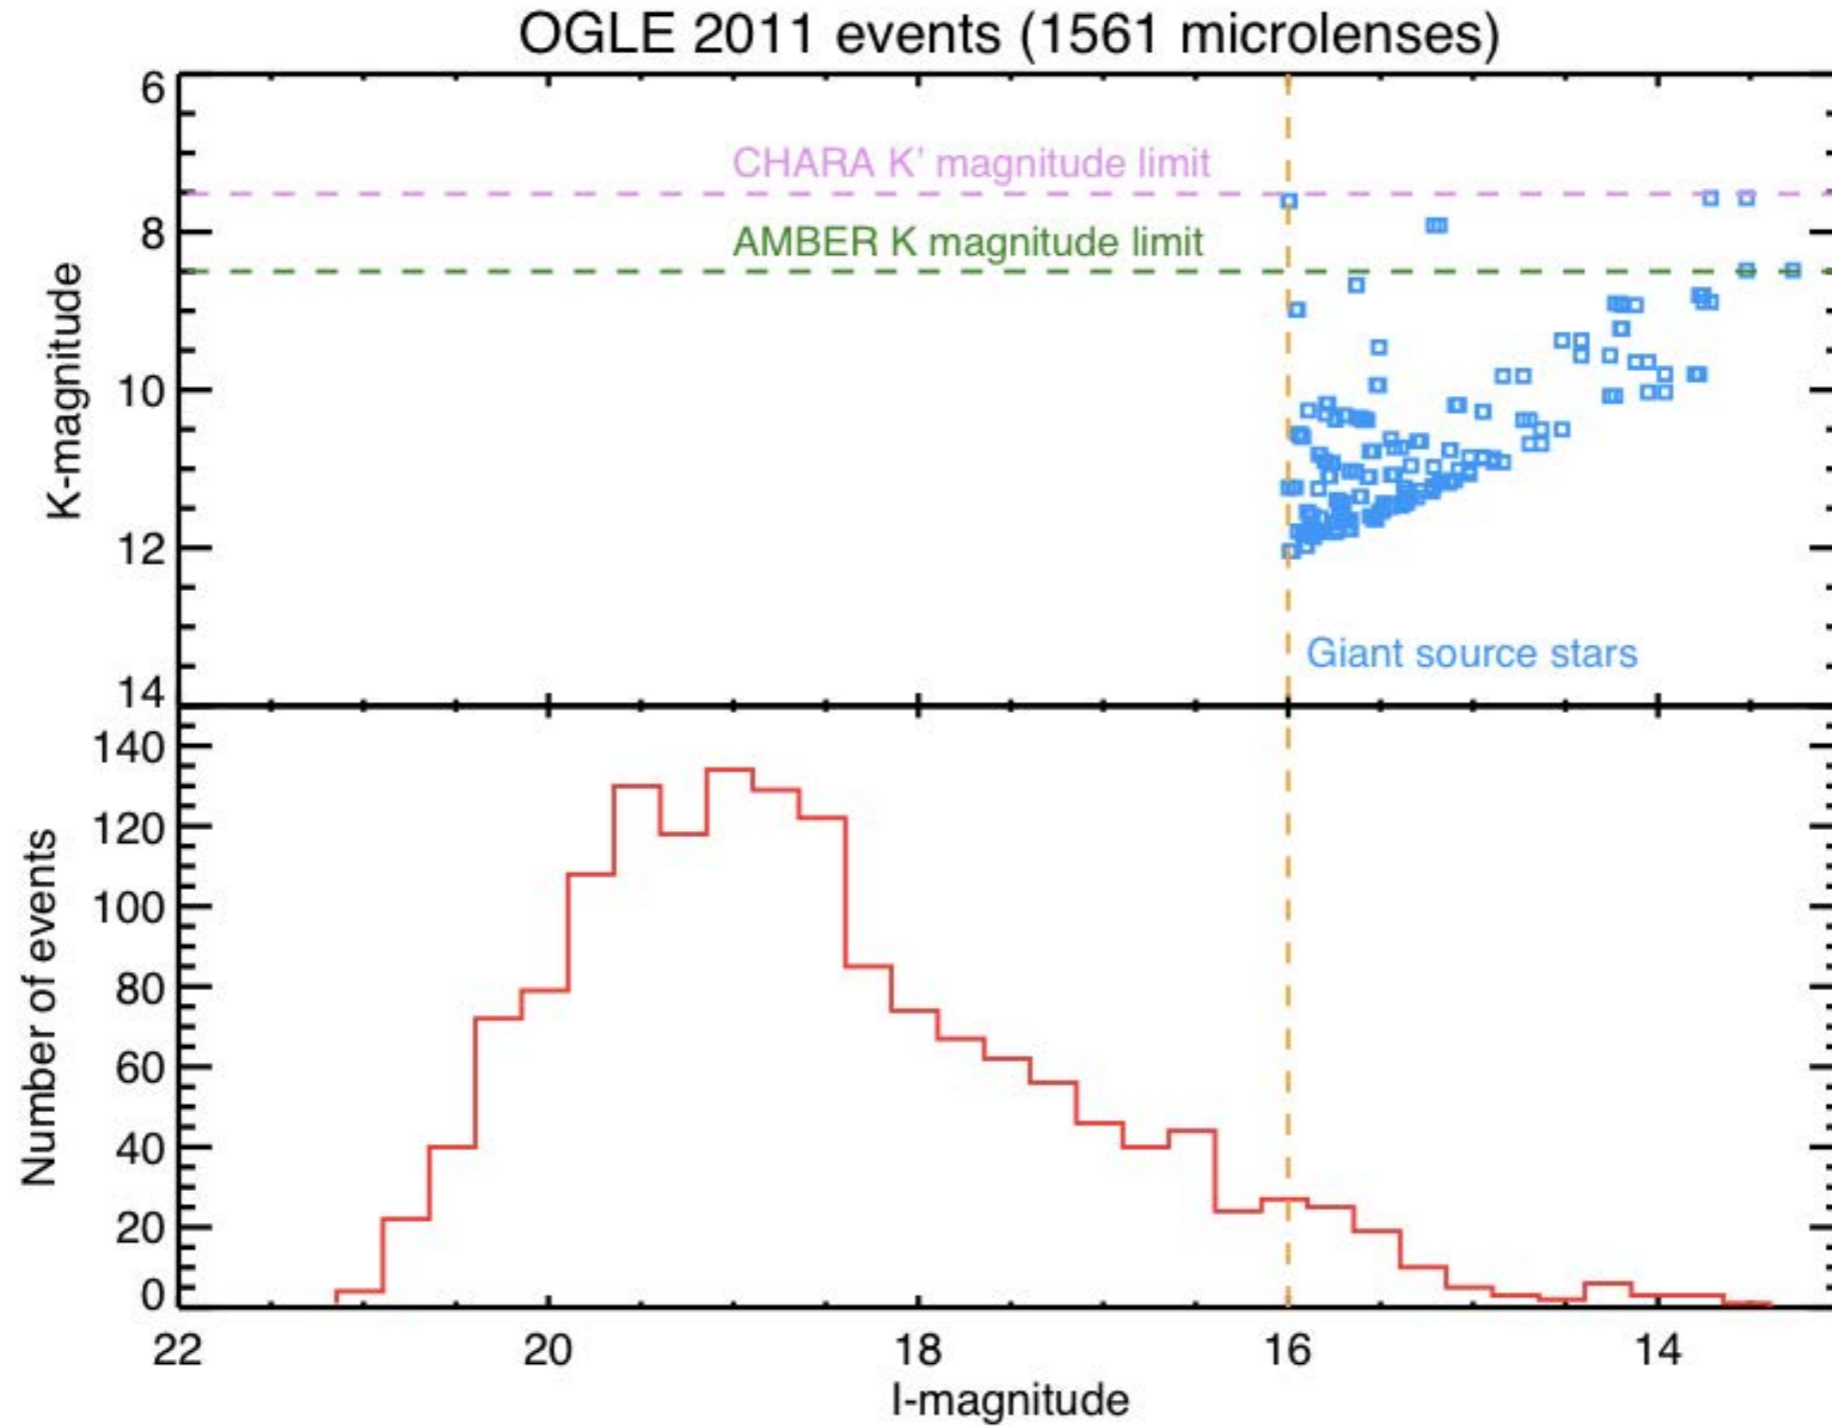 OGLE 2011 events (1561 microlenses)
6
CHARA K' magnitude limit
8
AMBER K magnitude limit
K-magnitude
10
12
Giant source stars
14
140
120
100
Number of events
80
60
40
20
0
22 20 18 16 14
I-magnitude